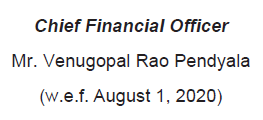 Chief Financial Officer
Mr. Venugopal Rao Pendyala
(w.e.f. August 1, 2020)